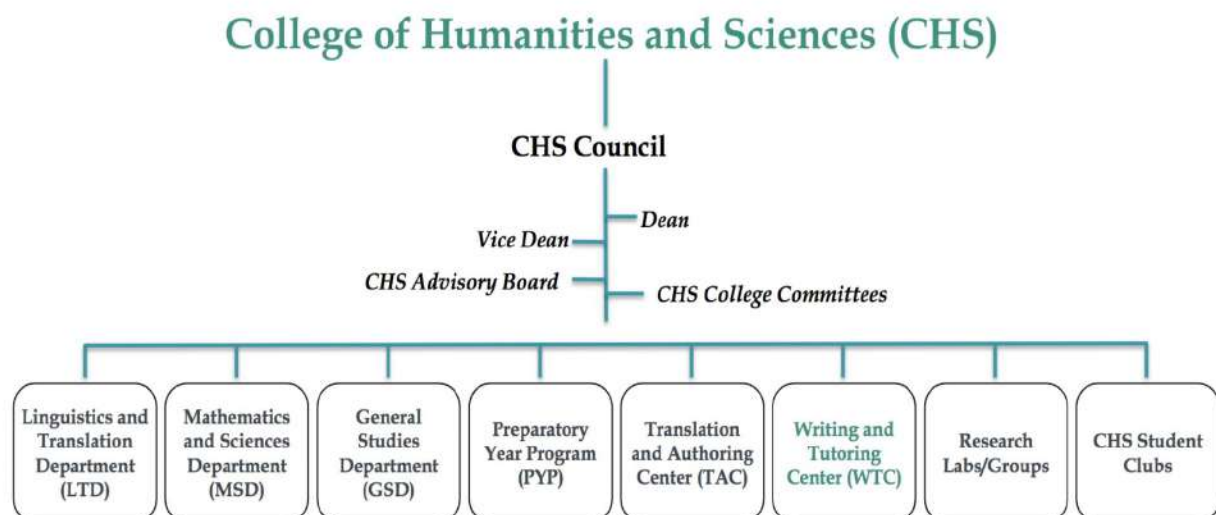 College of Humanities and Sciences (CHS)
CHS Council
Dean
Vice Dean
CHS Advisory Board
CHS College Committees
Linguistics and
Translation
Department
(LTD)
Mathematics
and Sciences
Department
(MSD)
General
Studies
Department
(GSD)
Preparatory
Year Program
(PYP)
Translation
and Authoring
Center (TAC)
Writing and
Tutoring
Center (WTC)
Research
Labs/Groups
CHS Student
Clubs